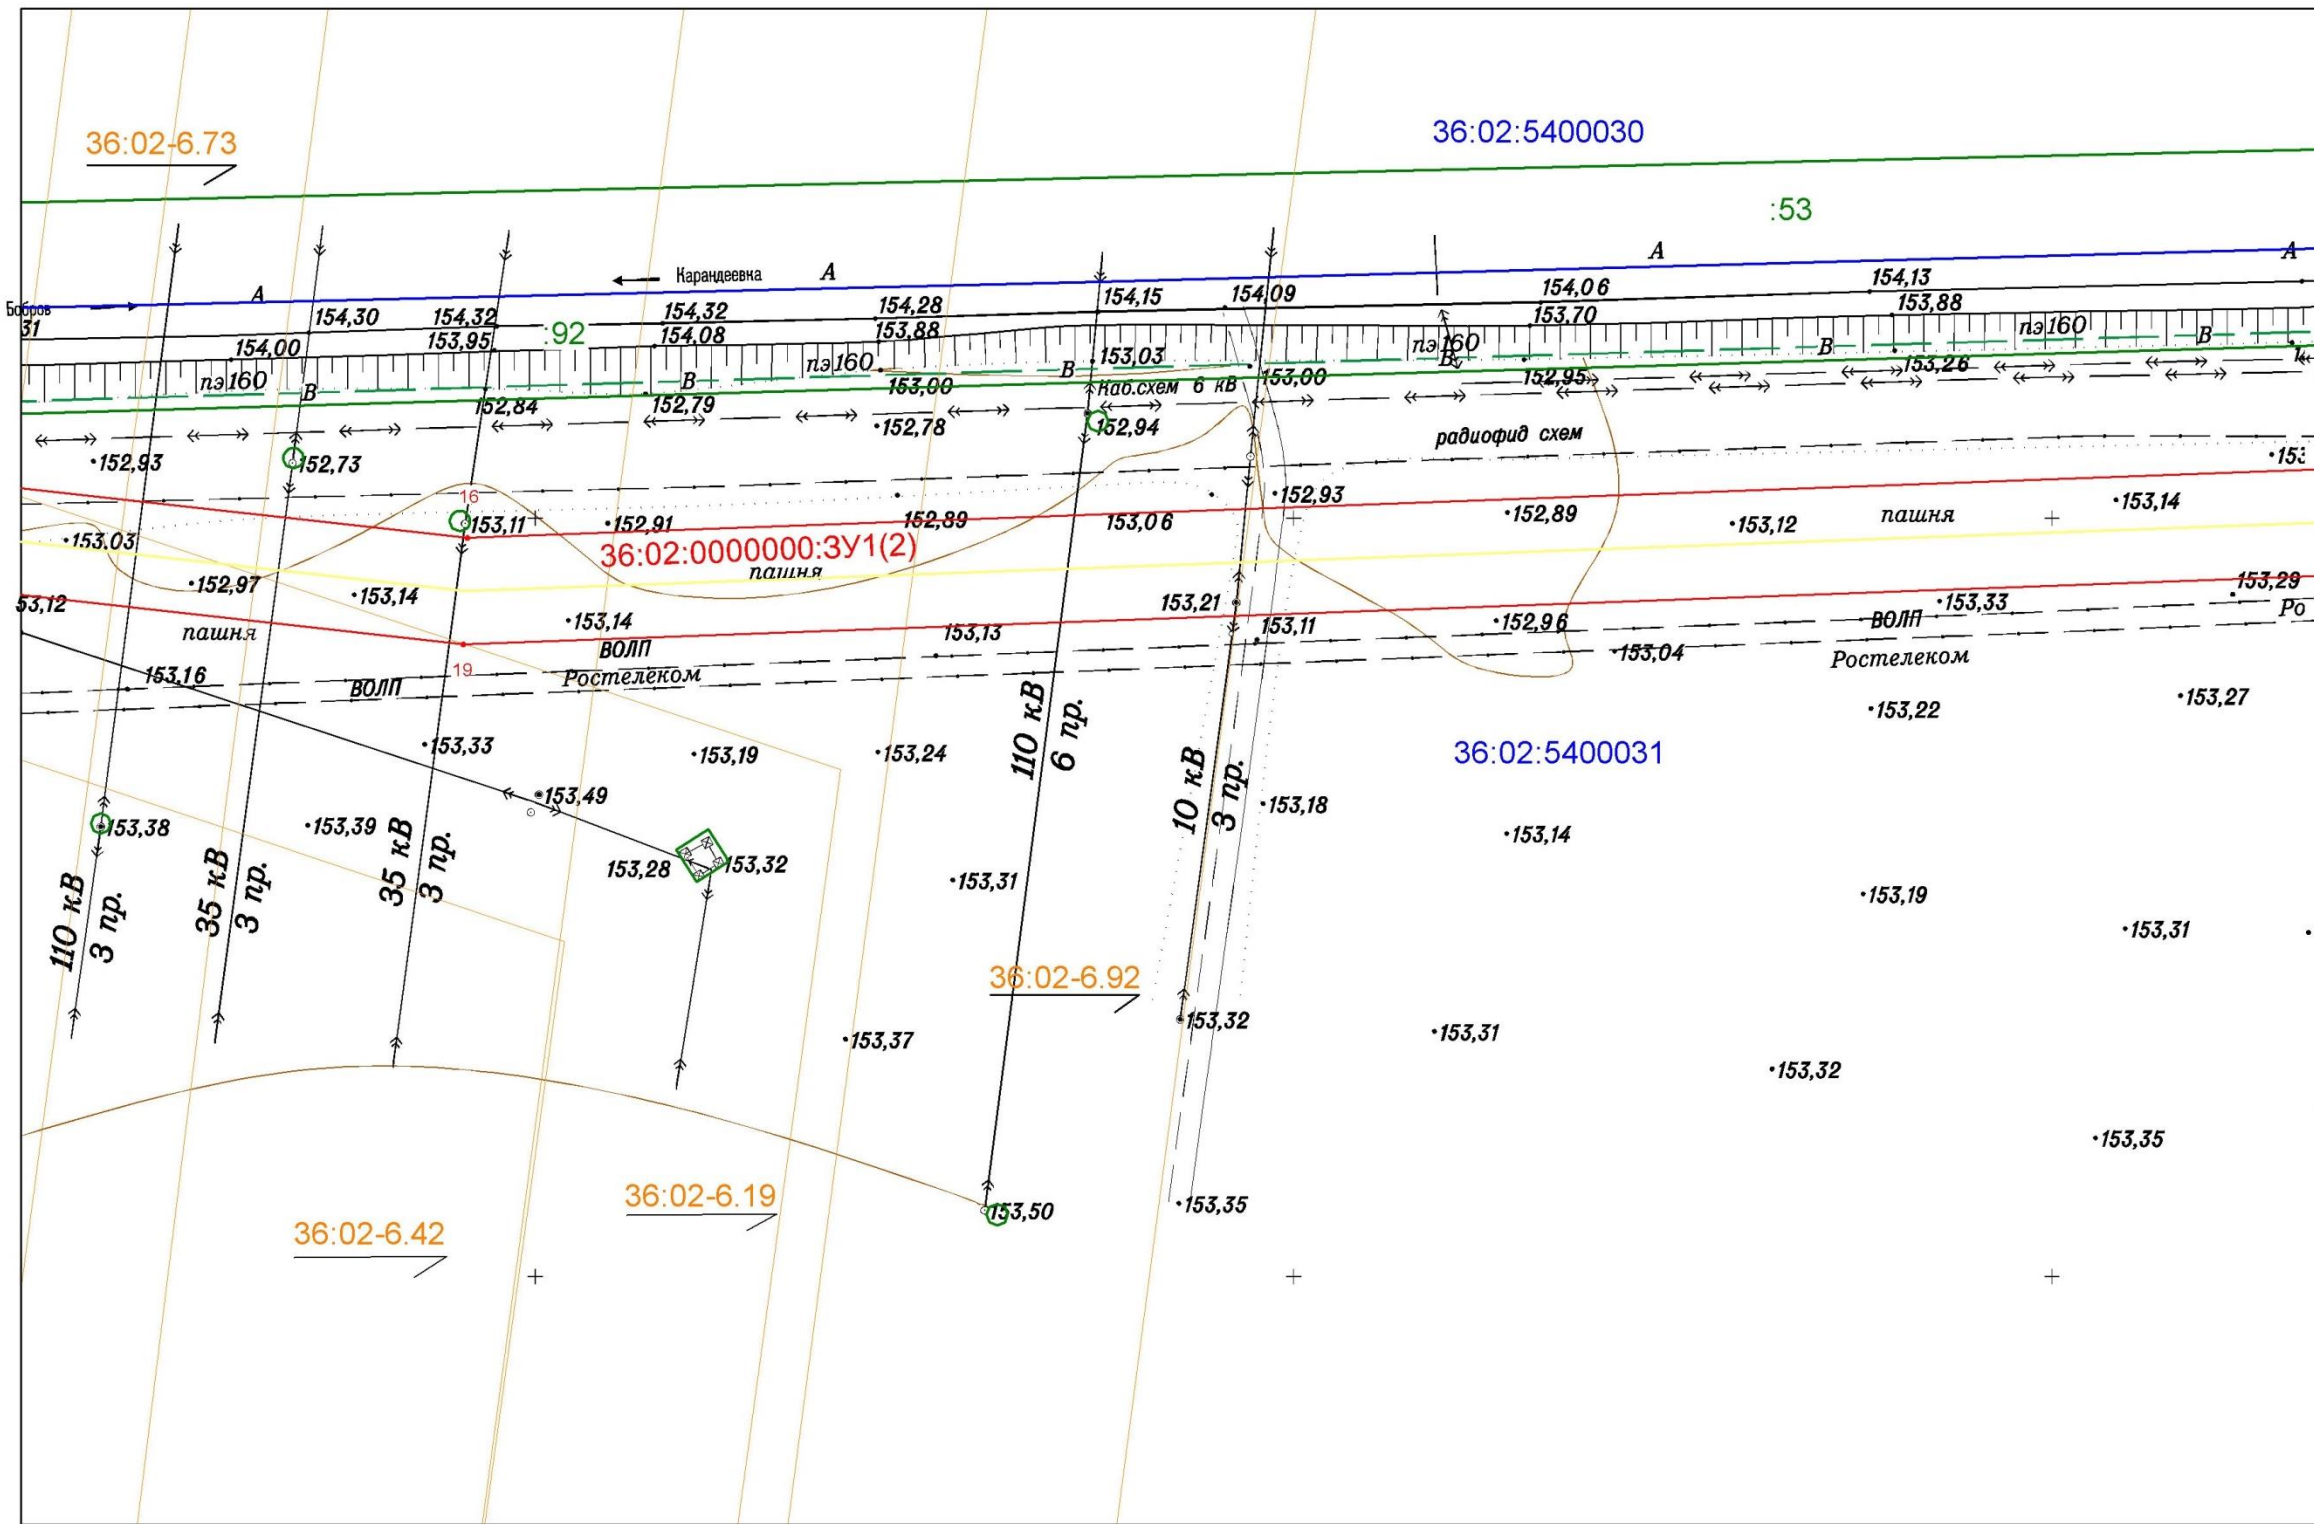 36:02-6.73
36:02:5400030
:53
А
А
Карандеевка
А
А
Бобров
31
154,30
154,32
154,32
154,28
154,15
154,09
154,06
154,13
154,00
153,95
:92
154,08
153,88
153,70
153,88
пэ160
пэ160
153,03
пэ160
пэ160
В
В
В
В
В
В
152,84
152,79
153,00
Каб.схем 6 кВ
153,00
152,95
153,26
152,93
152,73
152,78
152,94
радиофид схем
16
153,11
152,91
152,89
153,06
152,93
152,89
153,12
пашня
153,14
153,03
36:02:0000000:ЗУ1(2)
пашня
152,97
153,14
153,29
53,12
153,14
153,21
153,33
пашня
153,13
153,11
152,96
ВОЛП
Ро
ВОЛП
19
153,16
ВОЛП
Ростелеком
153,04
Ростелеком
153,22
153,27
153,33
153,19
153,24
110 кВ
6 пр.
36:02:5400031
153,49
10 кВ
3 пр.
153,18
153,38
153,39
153,14
153,28
153,32
153,31
153,19
110 кВ
3 пр.
35 кВ
3 пр.
35 кВ
3 пр.
153,31
36:02-6.92
153,37
153,32
153,31
153,32
153,35
36:02-6.19
153,50
153,35
36:02-6.42